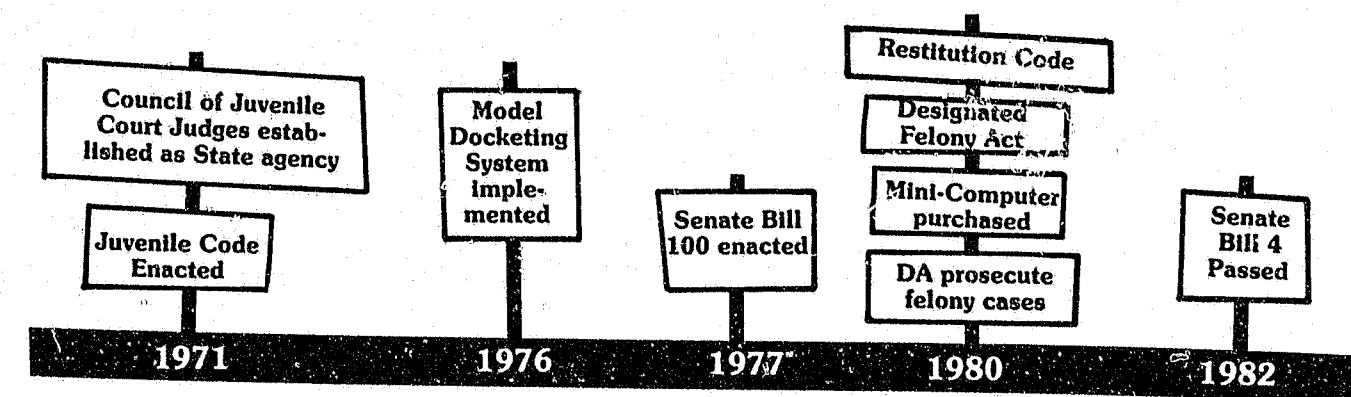 Council of Juvenile
Court Judges estab-
lished as State agency
Juvenile Code
Enacted
1971
Model
Docketing
System
imple-
mented
1976
Senate Bill
100 enacted
1977
Restitution Code
Designated
Felony Act
Mini-Computer
purchased
DA prosecute
felony cases
1980
Senate
Bill 4
Passed
1982